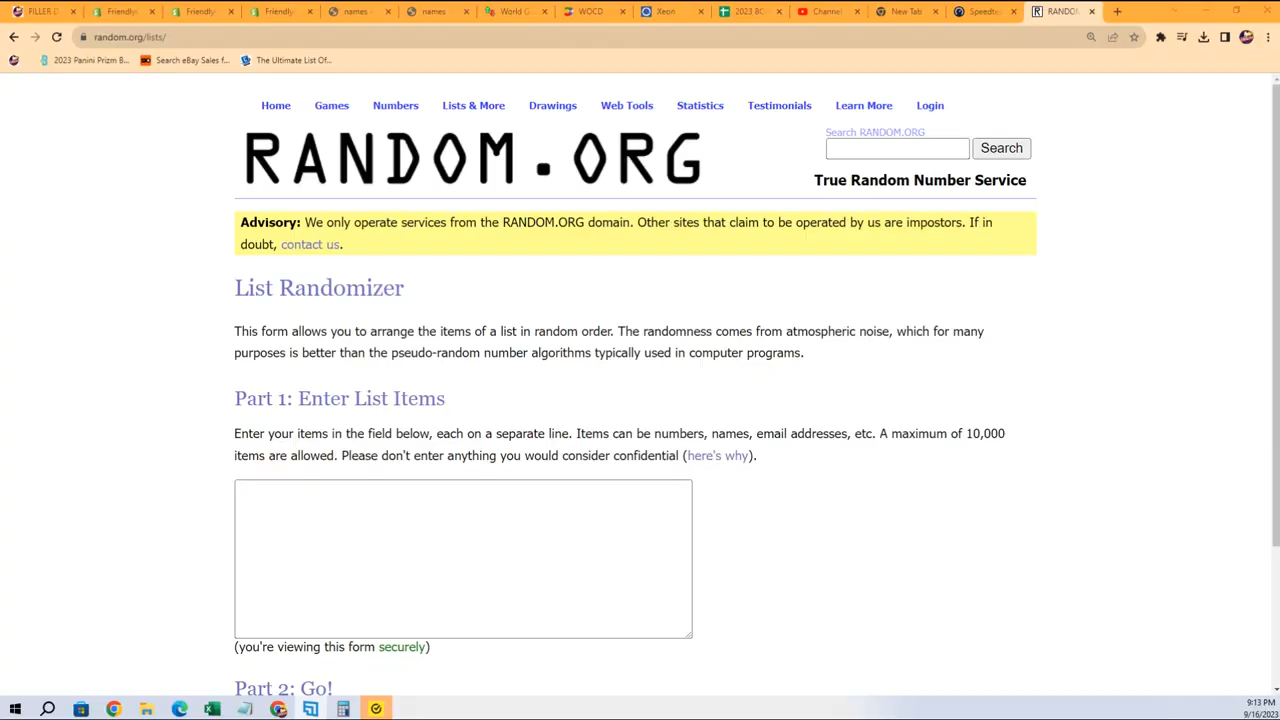 FILLER D
Friendly
Friendly
Friendly
names -
names
World G
WOCD
Xeon
2023 BC
Channel
New Tab
Speedte
RANDO
random.org/lists/
2023 Panini Prizm B...
Search eBay Sales f...
The Ultimate List Of...
Home Games Numbers Lists & More Drawings Web Tools Statistics Testimonials Learn More Login
RANDOM.ORG
Search RANDOM.ORG
Search
True Random Number Service
Advisory: We only operate services from the RANDOM.ORG domain. Other sites that claim to be operated by us are impostors. If in
doubt, contact us.
List Randomizer
This form allows you to arrange the items of a list in random order. The randomness comes from atmospheric noise, which for many
purposes is better than the pseudo-random number algorithms typically used in computer programs.
Part 1: Enter List Items
Enter your items in the field below, each on a separate line. Items can be numbers, names, email addresses, etc. A maximum of 10,000
items are allowed. Please don't enter anything you would consider confidential (here's why).
(you're viewing this form securely)
Part 2: Go!
9:13 PM
9/16/2023